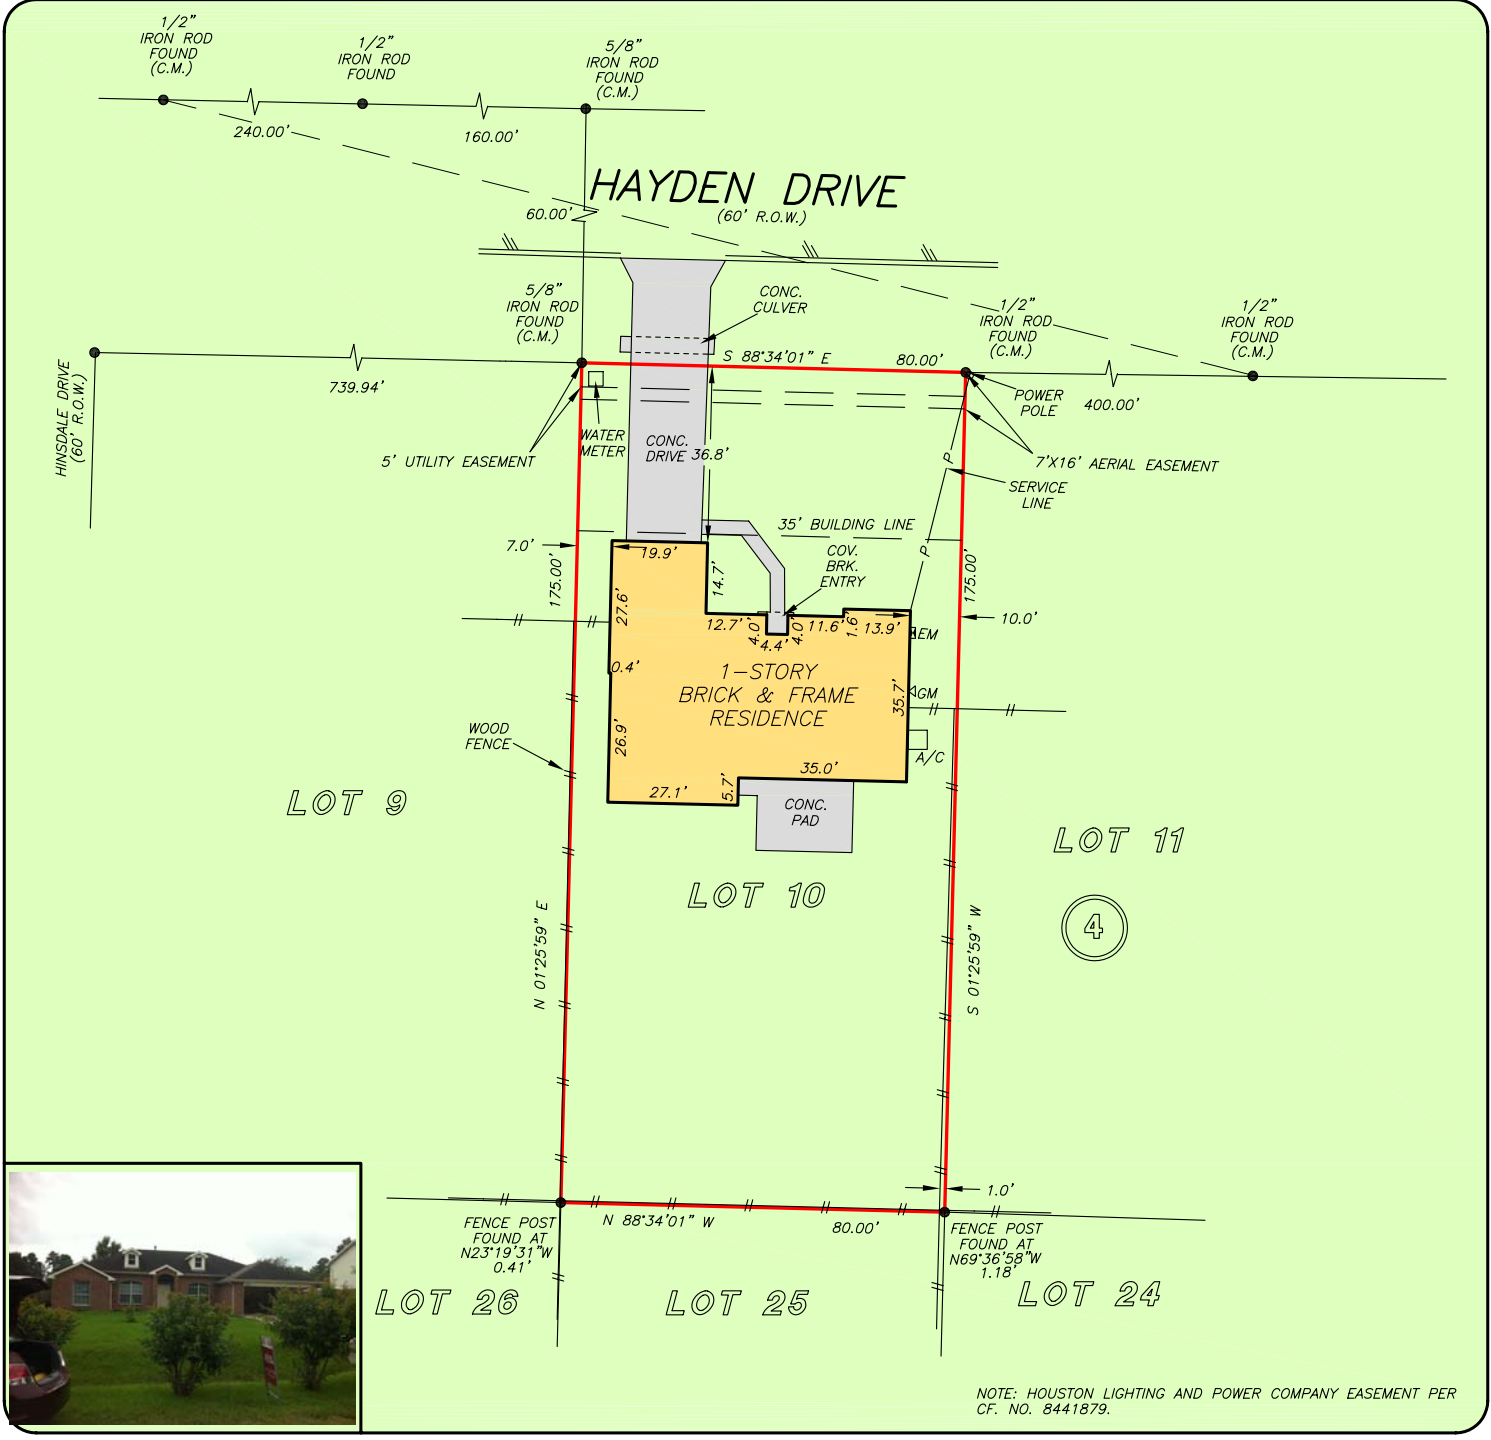 1/2"
IRON ROD
FOUND
(C.M.)
1/2"
IRON ROD
FOUND
5/8"
IRON ROD
FOUND
(C.M.)
240.00'
160.00'
HAYDEN DRIVE
(60' R.O.W.)
60.00'
5/8"
IRON ROD
FOUND
(C.M.)
CONC.
CULVER
1/2"
IRON ROD
FOUND
(C.M.)
1/2"
IRON ROD
FOUND
(C.M.)
HINSDALE DRIVE
(60' R.O.W.)
739.94'
S 88°34'01" E
80.00'
POWER
POLE
400.00'
5' UTILITY EASEMENT
WATER
METER
CONC.
DRIVE
36.8'
P
7'X16' AERIAL EASEMENT
SERVICE
LINE
35' BUILDING LINE
P
7.0'
175.00'
19.9'
14.7'
COV.
BRK.
ENTRY
175.00'
27.6'
12.7'
4.0'
4.4'
4.0'
11.6'
1.6'
13.9'
10.0'
EM
0.4'
1-STORY
BRICK & FRAME
RESIDENCE
35.7'
GM
WOOD
FENCE
26.9'
A/C
27.1'
5.7'
35.0'
CONC.
PAD
LOT 9
LOT 10
LOT 11
4
N 01°25'59" E
S 01°25'59" W
1.0'
N 88°34'01" W
80.00'
FENCE POST
FOUND AT
N23°19'31"W
0.41'
FENCE POST
FOUND AT
N69°36'58"W
1.18'
LOT 26
LOT 25
LOT 24
NOTE: HOUSTON LIGHTING AND POWER COMPANY EASEMENT PER
CF. NO. 8441879.